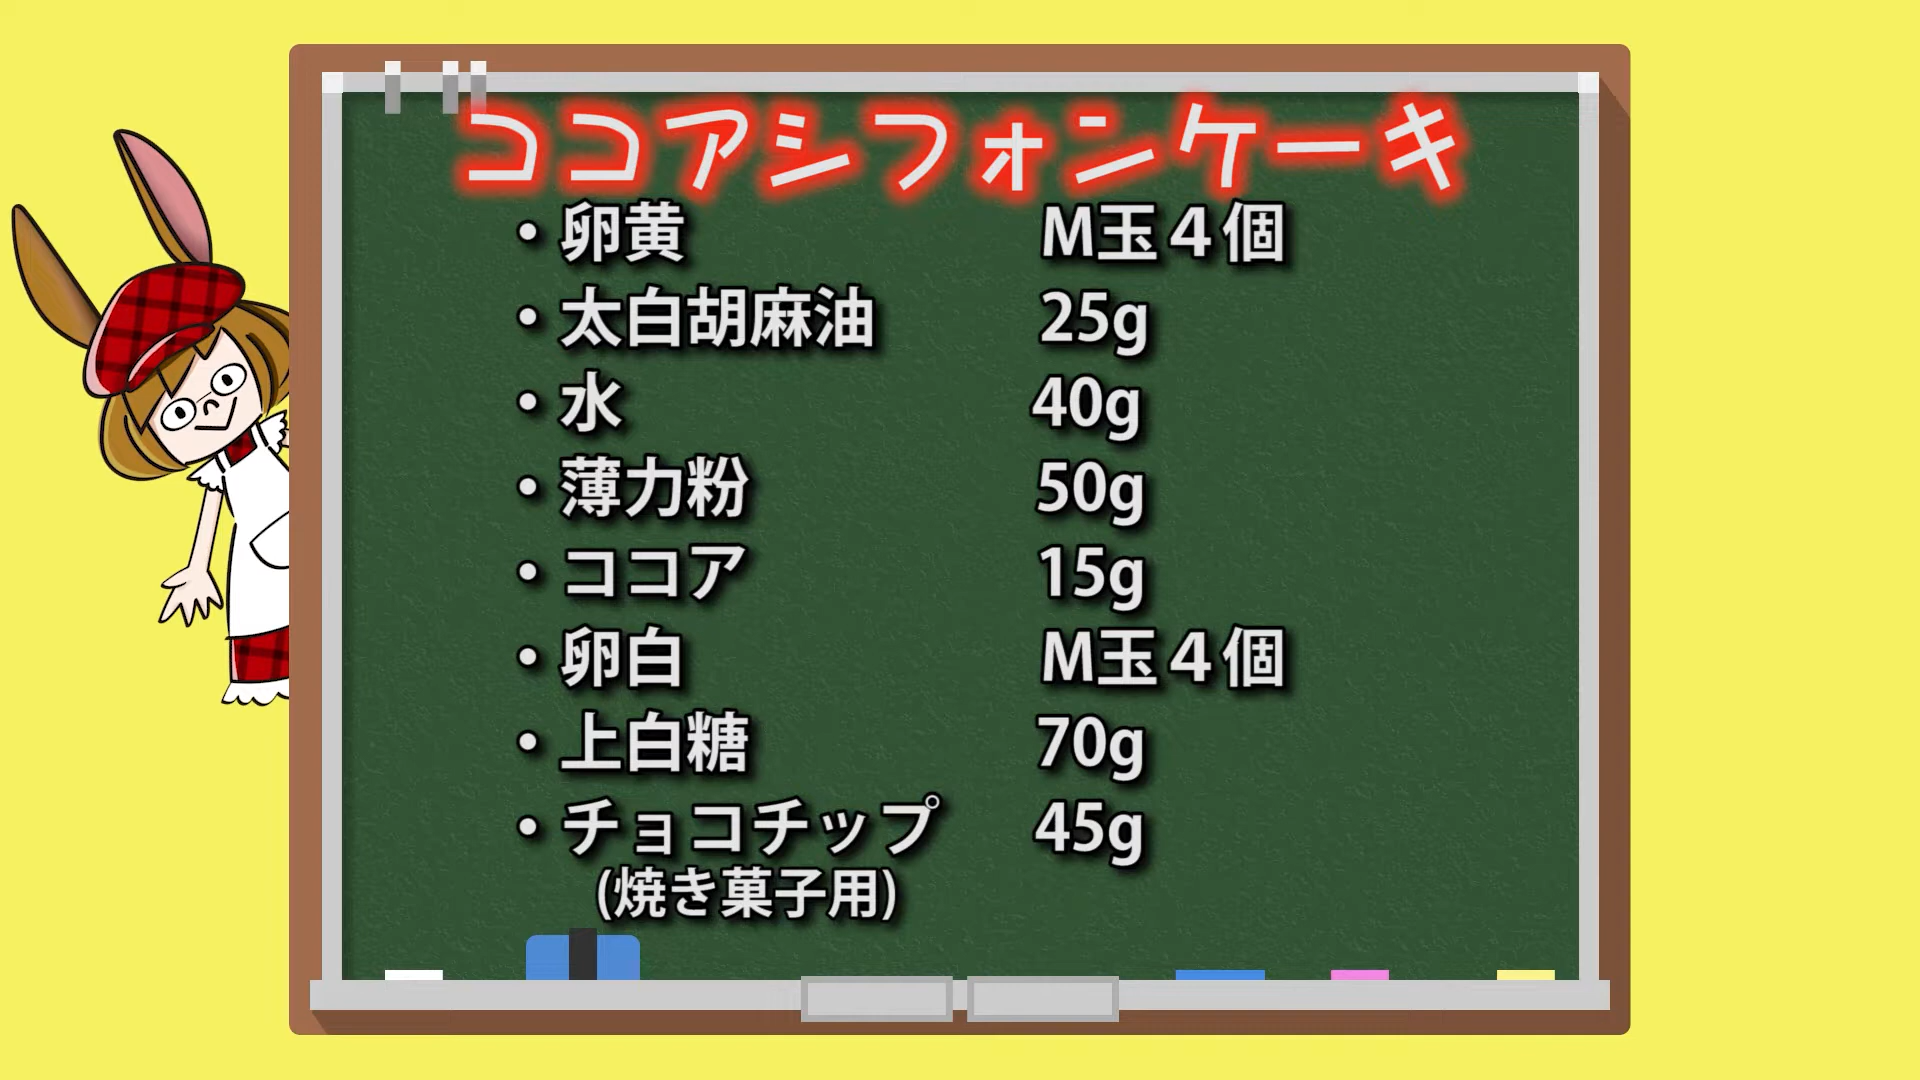 ココアシフォンケーキ
・卵黄 M玉４個
・太白胡麻油 25g
・水 40g
・薄力粉 50g
・ココア 15g
・卵白 M玉４個
・上白糖 70g
・チョコチップ 45g
(焼き菓子用)